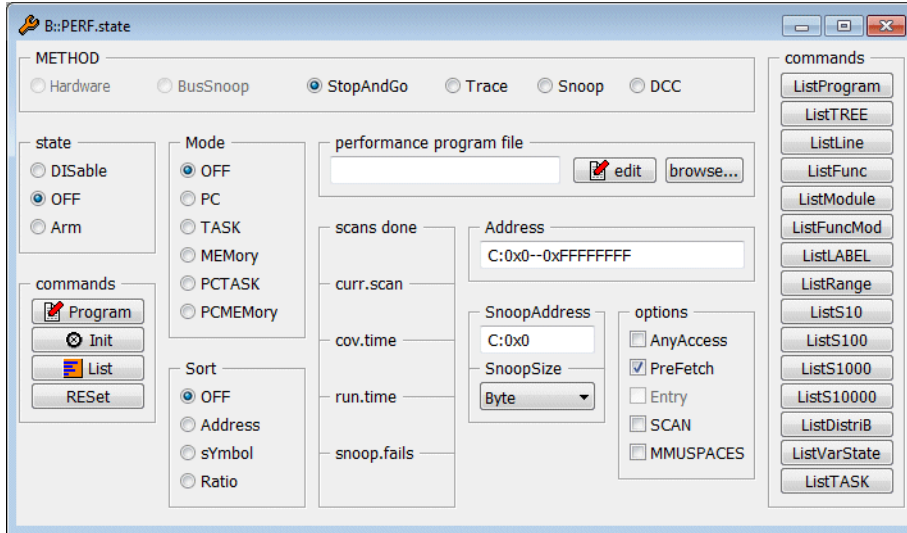 B::PERF.state
METHOD
Hardware
BusSnoop
StopAndGo
Trace
Snoop
DCC
state
DISable
OFF
Arm
commands
Program
Init
List
RESet
Mode
OFF
PC
TASK
MEMory
PCTASK
PCMEMory
Sort
OFF
Address
sYmbol
Ratio
performance program file
edit
browse...
scans done
curr.scan
cov.time
run.time
snoop.fails
Address
C:0x0--0xFFFFFFFF
SnoopAddress
C:0x0
SnoopSize
Byte
options
AnyAccess
PreFetch
Entry
SCAN
MMUSPACES
commands
ListProgram
ListTREE
ListLine
ListFunc
ListModule
ListFuncMod
ListLABEL
ListRange
ListS10
ListS100
ListS1000
ListS10000
ListDistriB
ListVarState
ListTASK